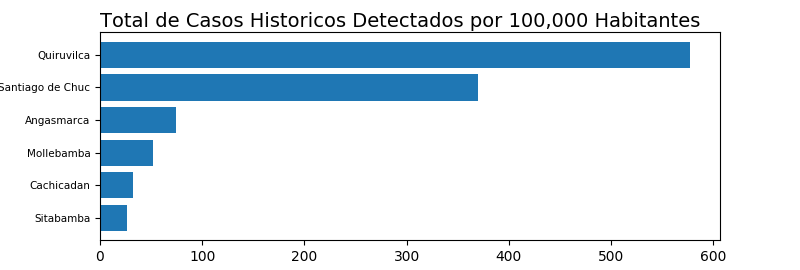 Total de Casos Historicos Detectados por 100,000 Habitantes
Quiruvilca
Santiago de Chuc
Angasmarca
Mollebamba
Cachicadan
Sitabamba
0 100 200 300 400 500 600